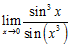 lim x→0 sin³ x / sin(x³)